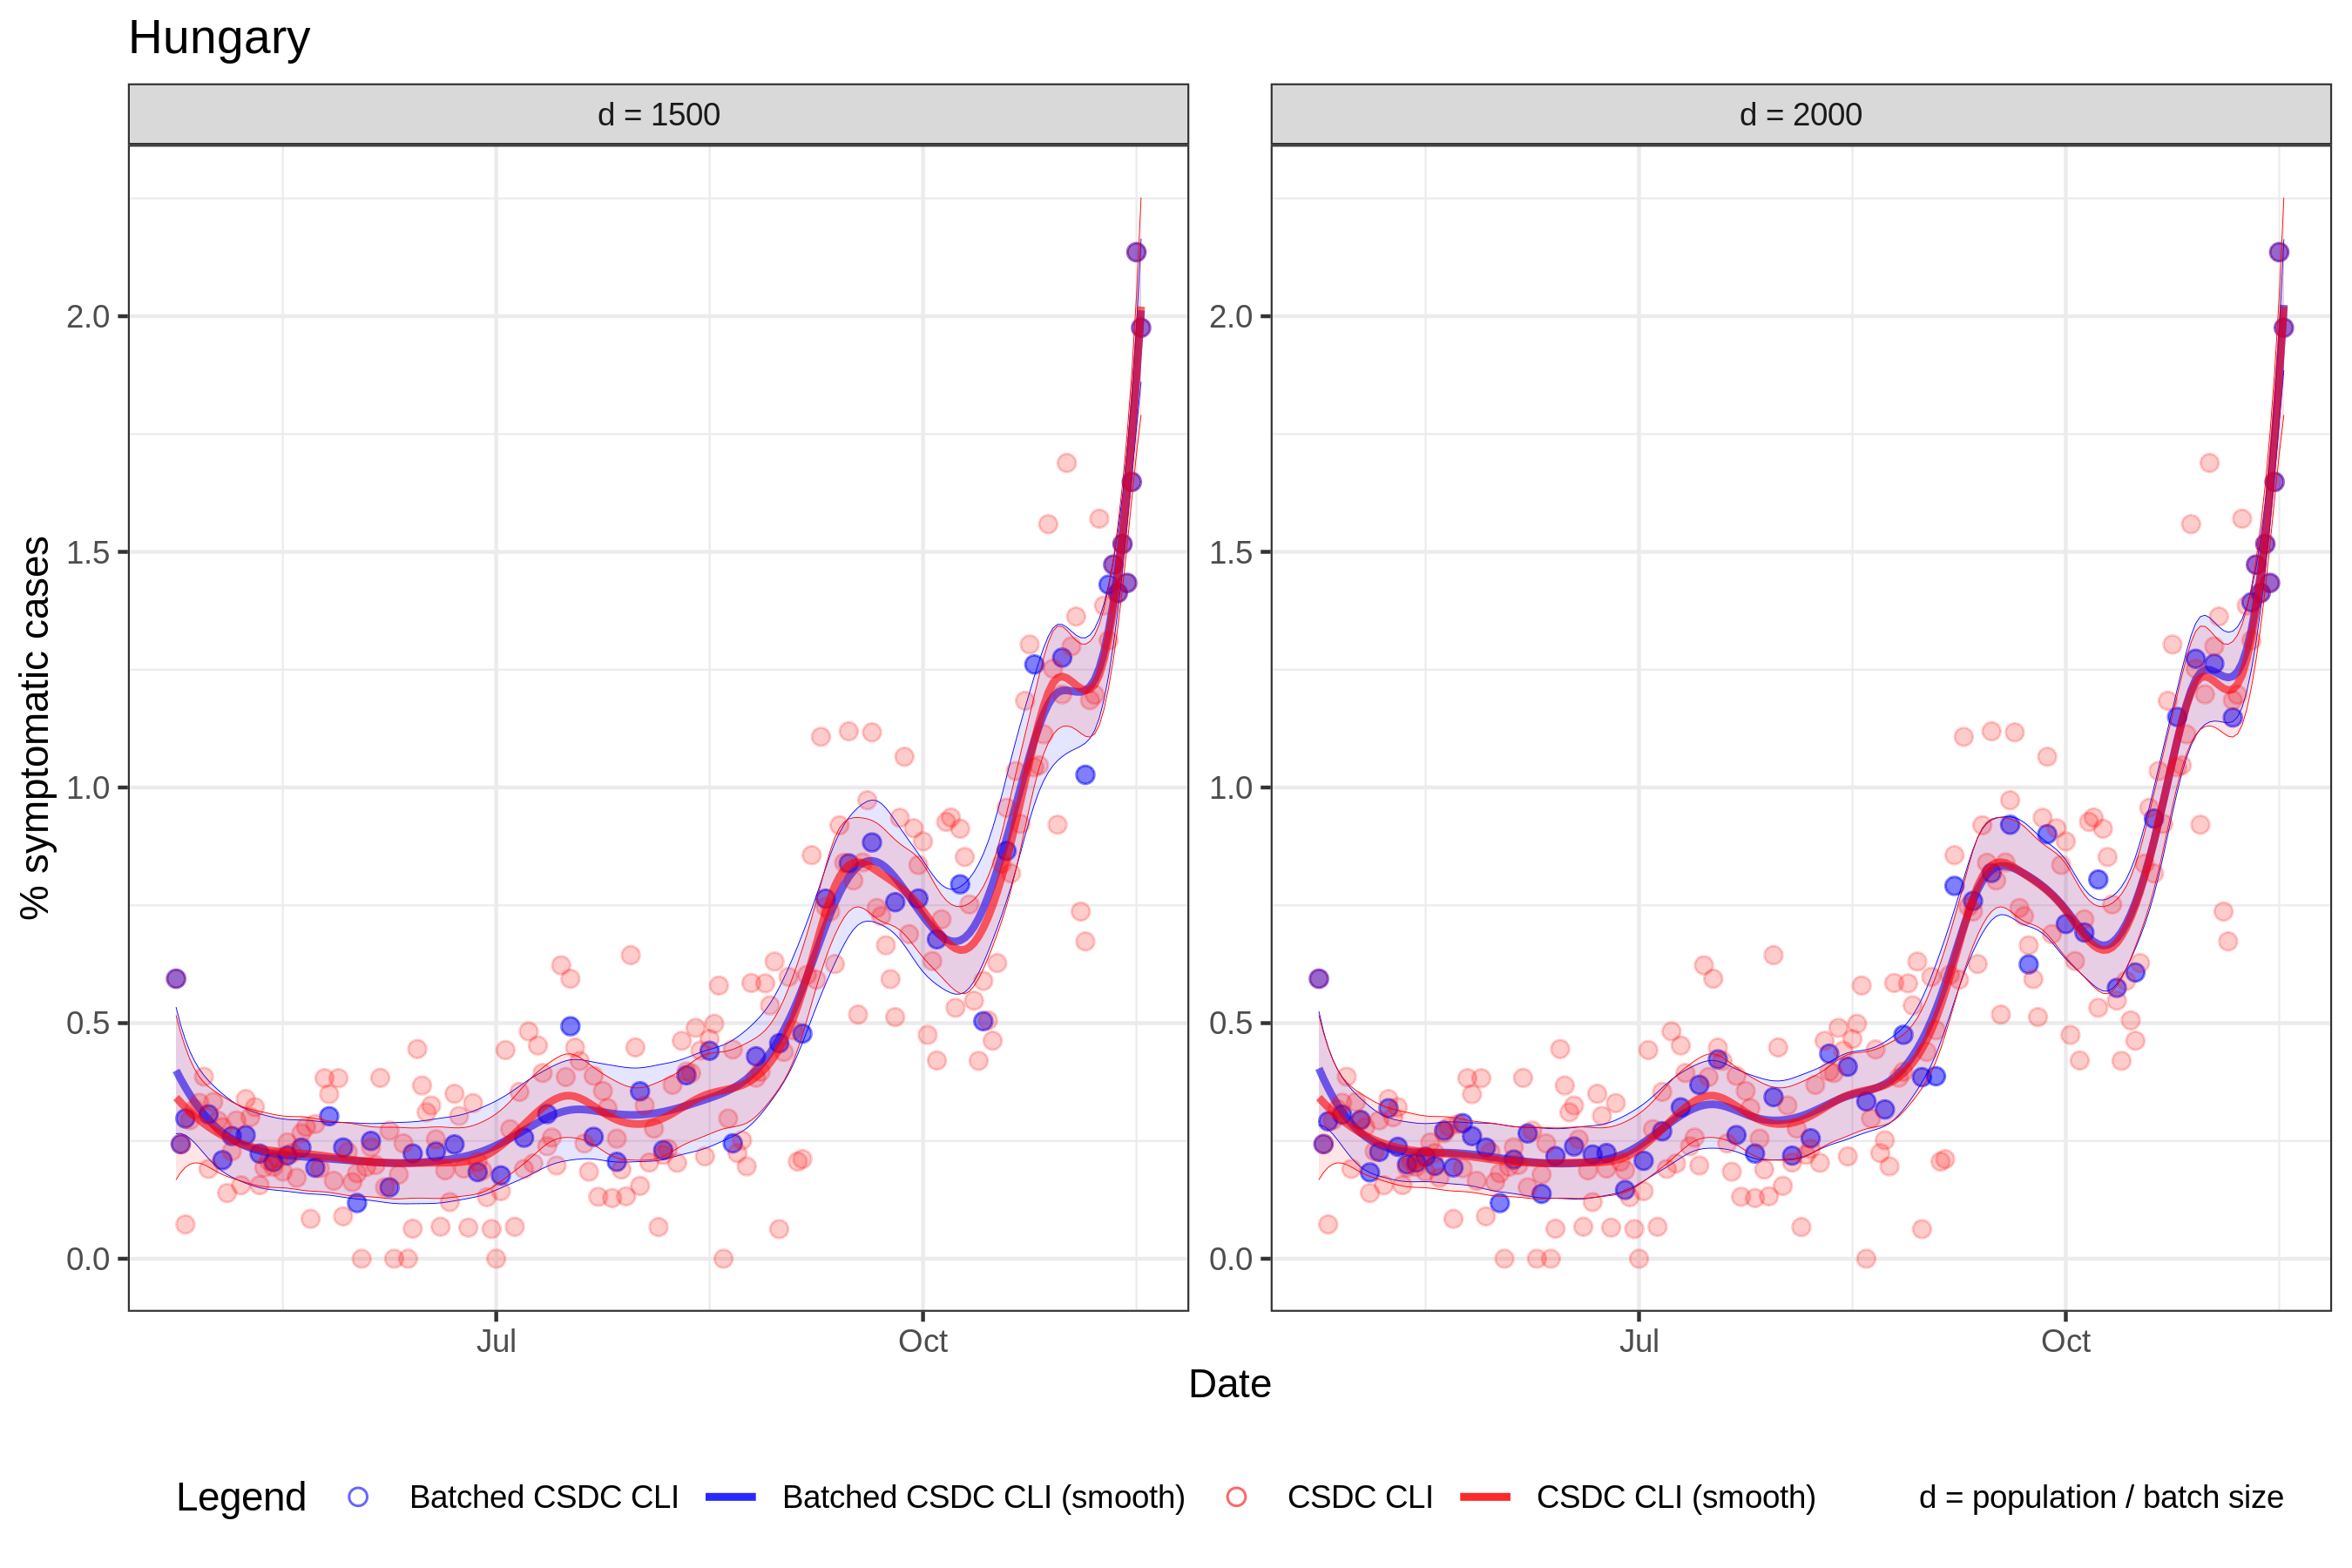 Hungary
d = 1500
d = 2000
% symptomatic cases
2.0
1.5
1.0
0.5
0.0
2.0
1.5
1.0
0.5
0.0
Jul
Oct
Jul
Oct
Date
Legend
Batched CSDC CLI
Batched CSDC CLI (smooth)
CSDC CLI
CSDC CLI (smooth)
d = population / batch size